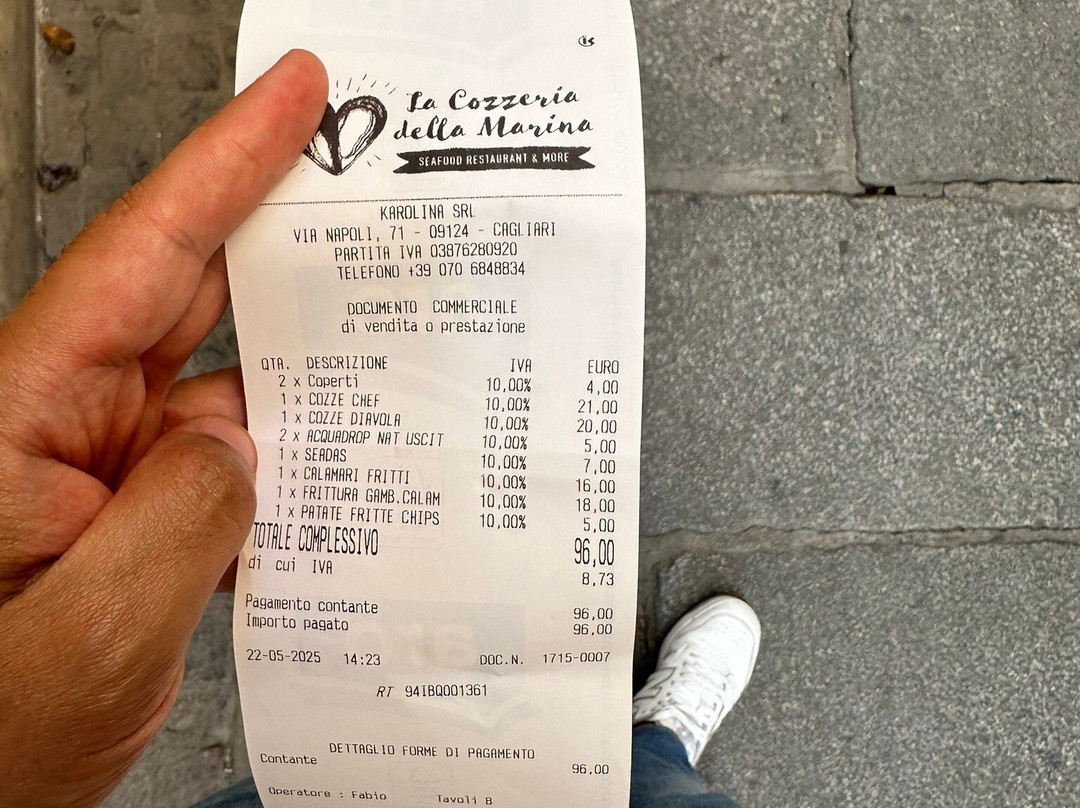 La Cozzeria
della Marina
SEAFOOD RESTAURANT & MORE
KAROLINA SRL
VIA NAPOLI, 71 - 09124 - CAGLIARI
PARTITA IVA 03876280920
TELEFONO +39 070 6848834
DOCUMENTO COMMERCIALE
di vendita o prestazione
QTA. DESCRIZIONE IVA EURO
2 x Coperti 10,00% 4,00
1 x COZZE CHEF 10,00% 21,00
1 x COZZE DIAVOLA 10,00% 20,00
2 x ACQUADROP NAT USCIT 10,00% 5,00
1 x SEADAS 10,00% 7,00
1 x CALAMARI FRITTI 10,00% 16,00
1 x FRITTURA GAMB.CALAM 10,00% 18,00
1 x PATATE FRITTE CHIPS 10,00% 5,00
TOTALE COMPLESSIVO 96,00
di cui IVA 8,73
Pagamento contante 96,00
Importo pagato 96,00
22-05-2025 14:23 DOC.N. 1715-0007
RT 94IBQ001361
DETTAGLIO FORME DI PAGAMENTO
Contante 96,00
Operatore : Fabio Tavoli 8